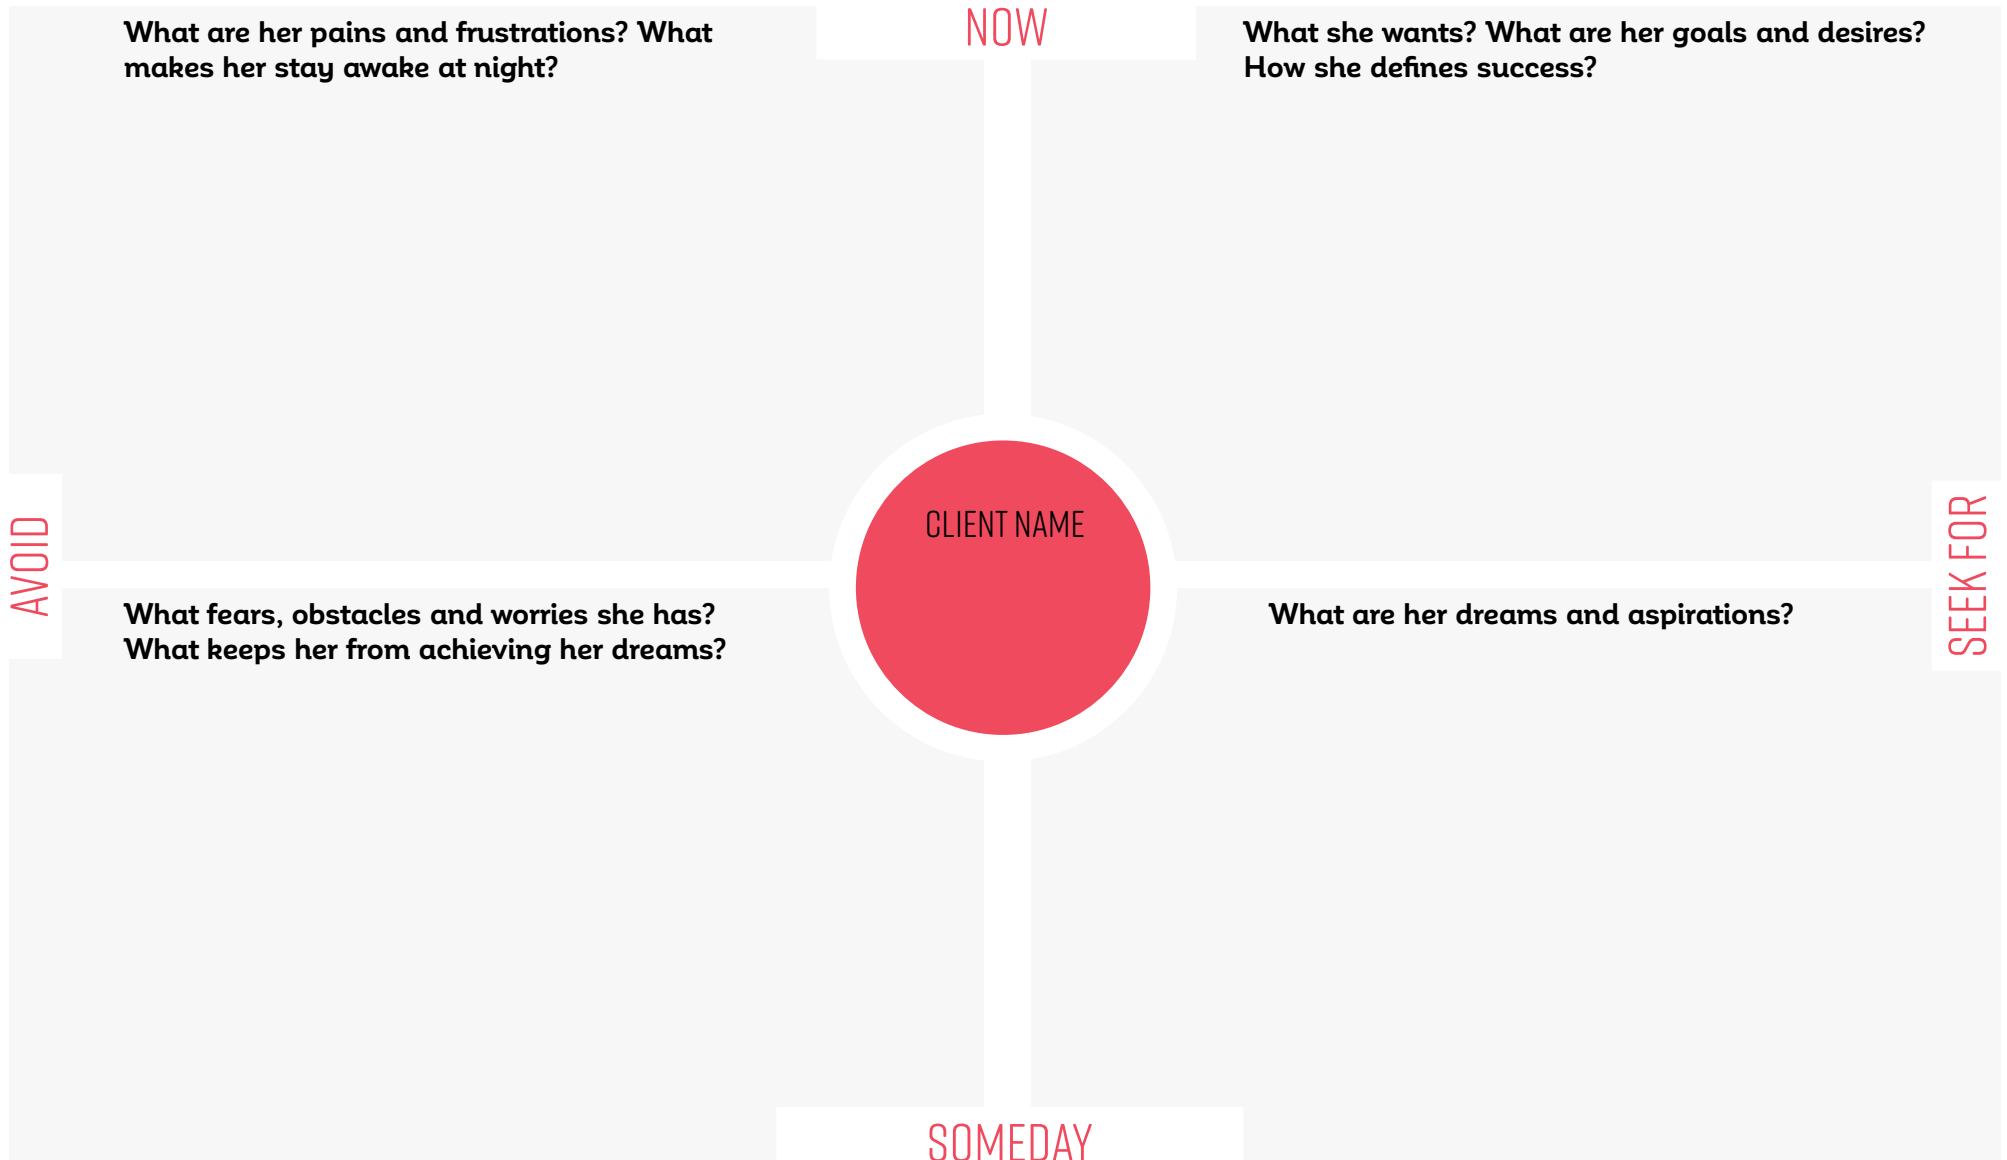 NOW
What are her pains and frustrations? What
makes her stay awake at night?
What she wants? What are her goals and desires?
How she defines success?
AVOID
CLIENT NAME
SEEK FOR
What fears, obstacles and worries she has?
What keeps her from achieving her dreams?
What are her dreams and aspirations?
SOMEDAY